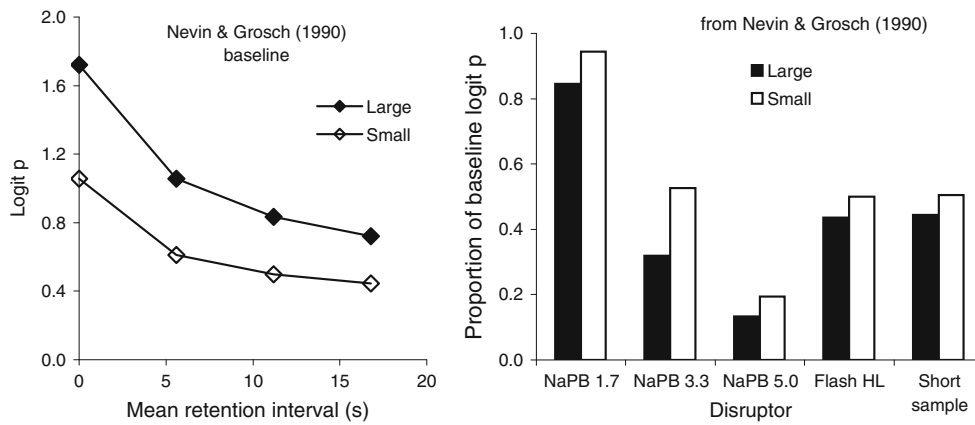 Nevin & Grosch (1990)
baseline
Large
Small
Logit p
2.0
1.6
1.2
0.8
0.4
0.0
0
5
10
15
20
Mean retention interval (s)
from Nevin & Grosch (1990)
Large
Small
Proportion of baseline logit p
1.0
0.8
0.6
0.4
0.2
0.0
NaPB 1.7
NaPB 3.3
NaPB 5.0
Flash HL
Short
sample
Disruptor